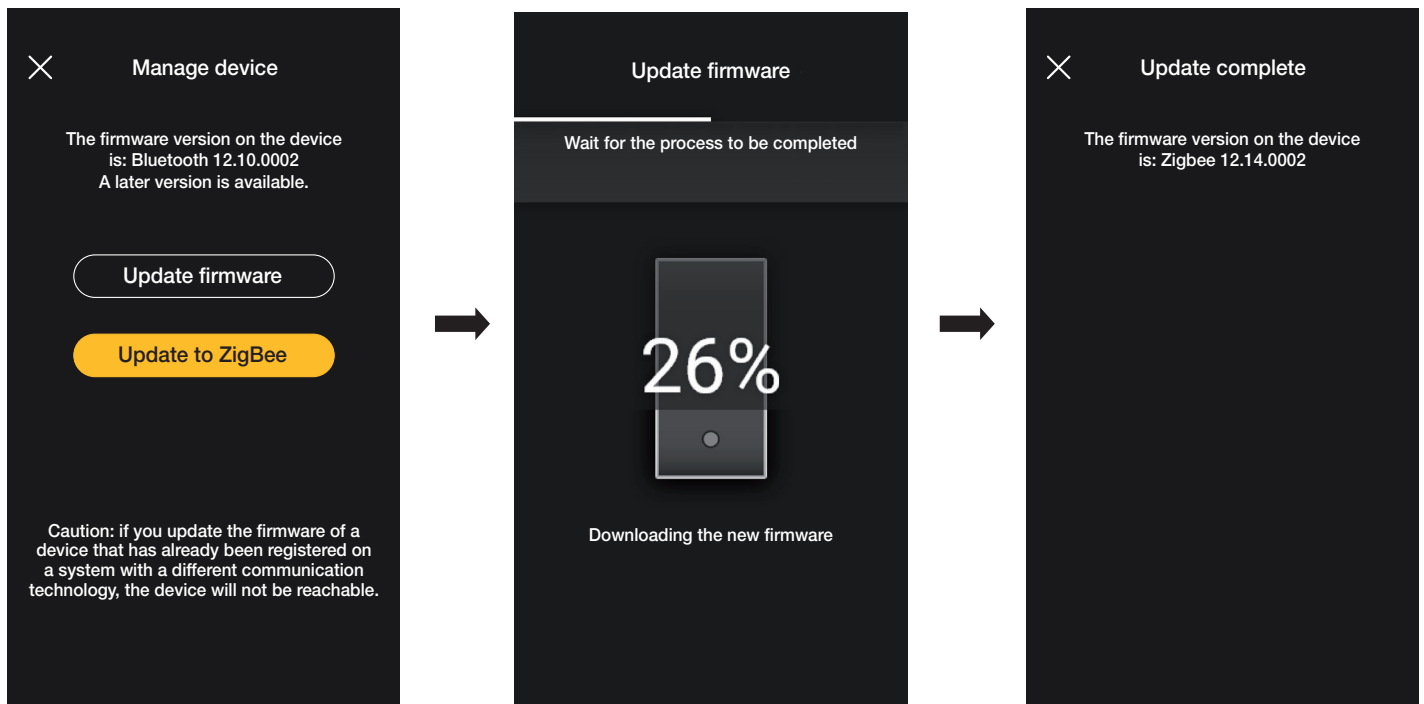 Manage device
The firmware version on the device
is: Bluetooth 12.10.0002
A later version is available.
Update firmware
Update to ZigBee
Caution: if you update the firmware of a
device that has already been registered on
a system with a different communication
technology, the device will not be reachable.
Update firmware
Wait for the process to be completed
26%
Downloading the new firmware
Update complete
The firmware version on the device
is: Zigbee 12.14.0002